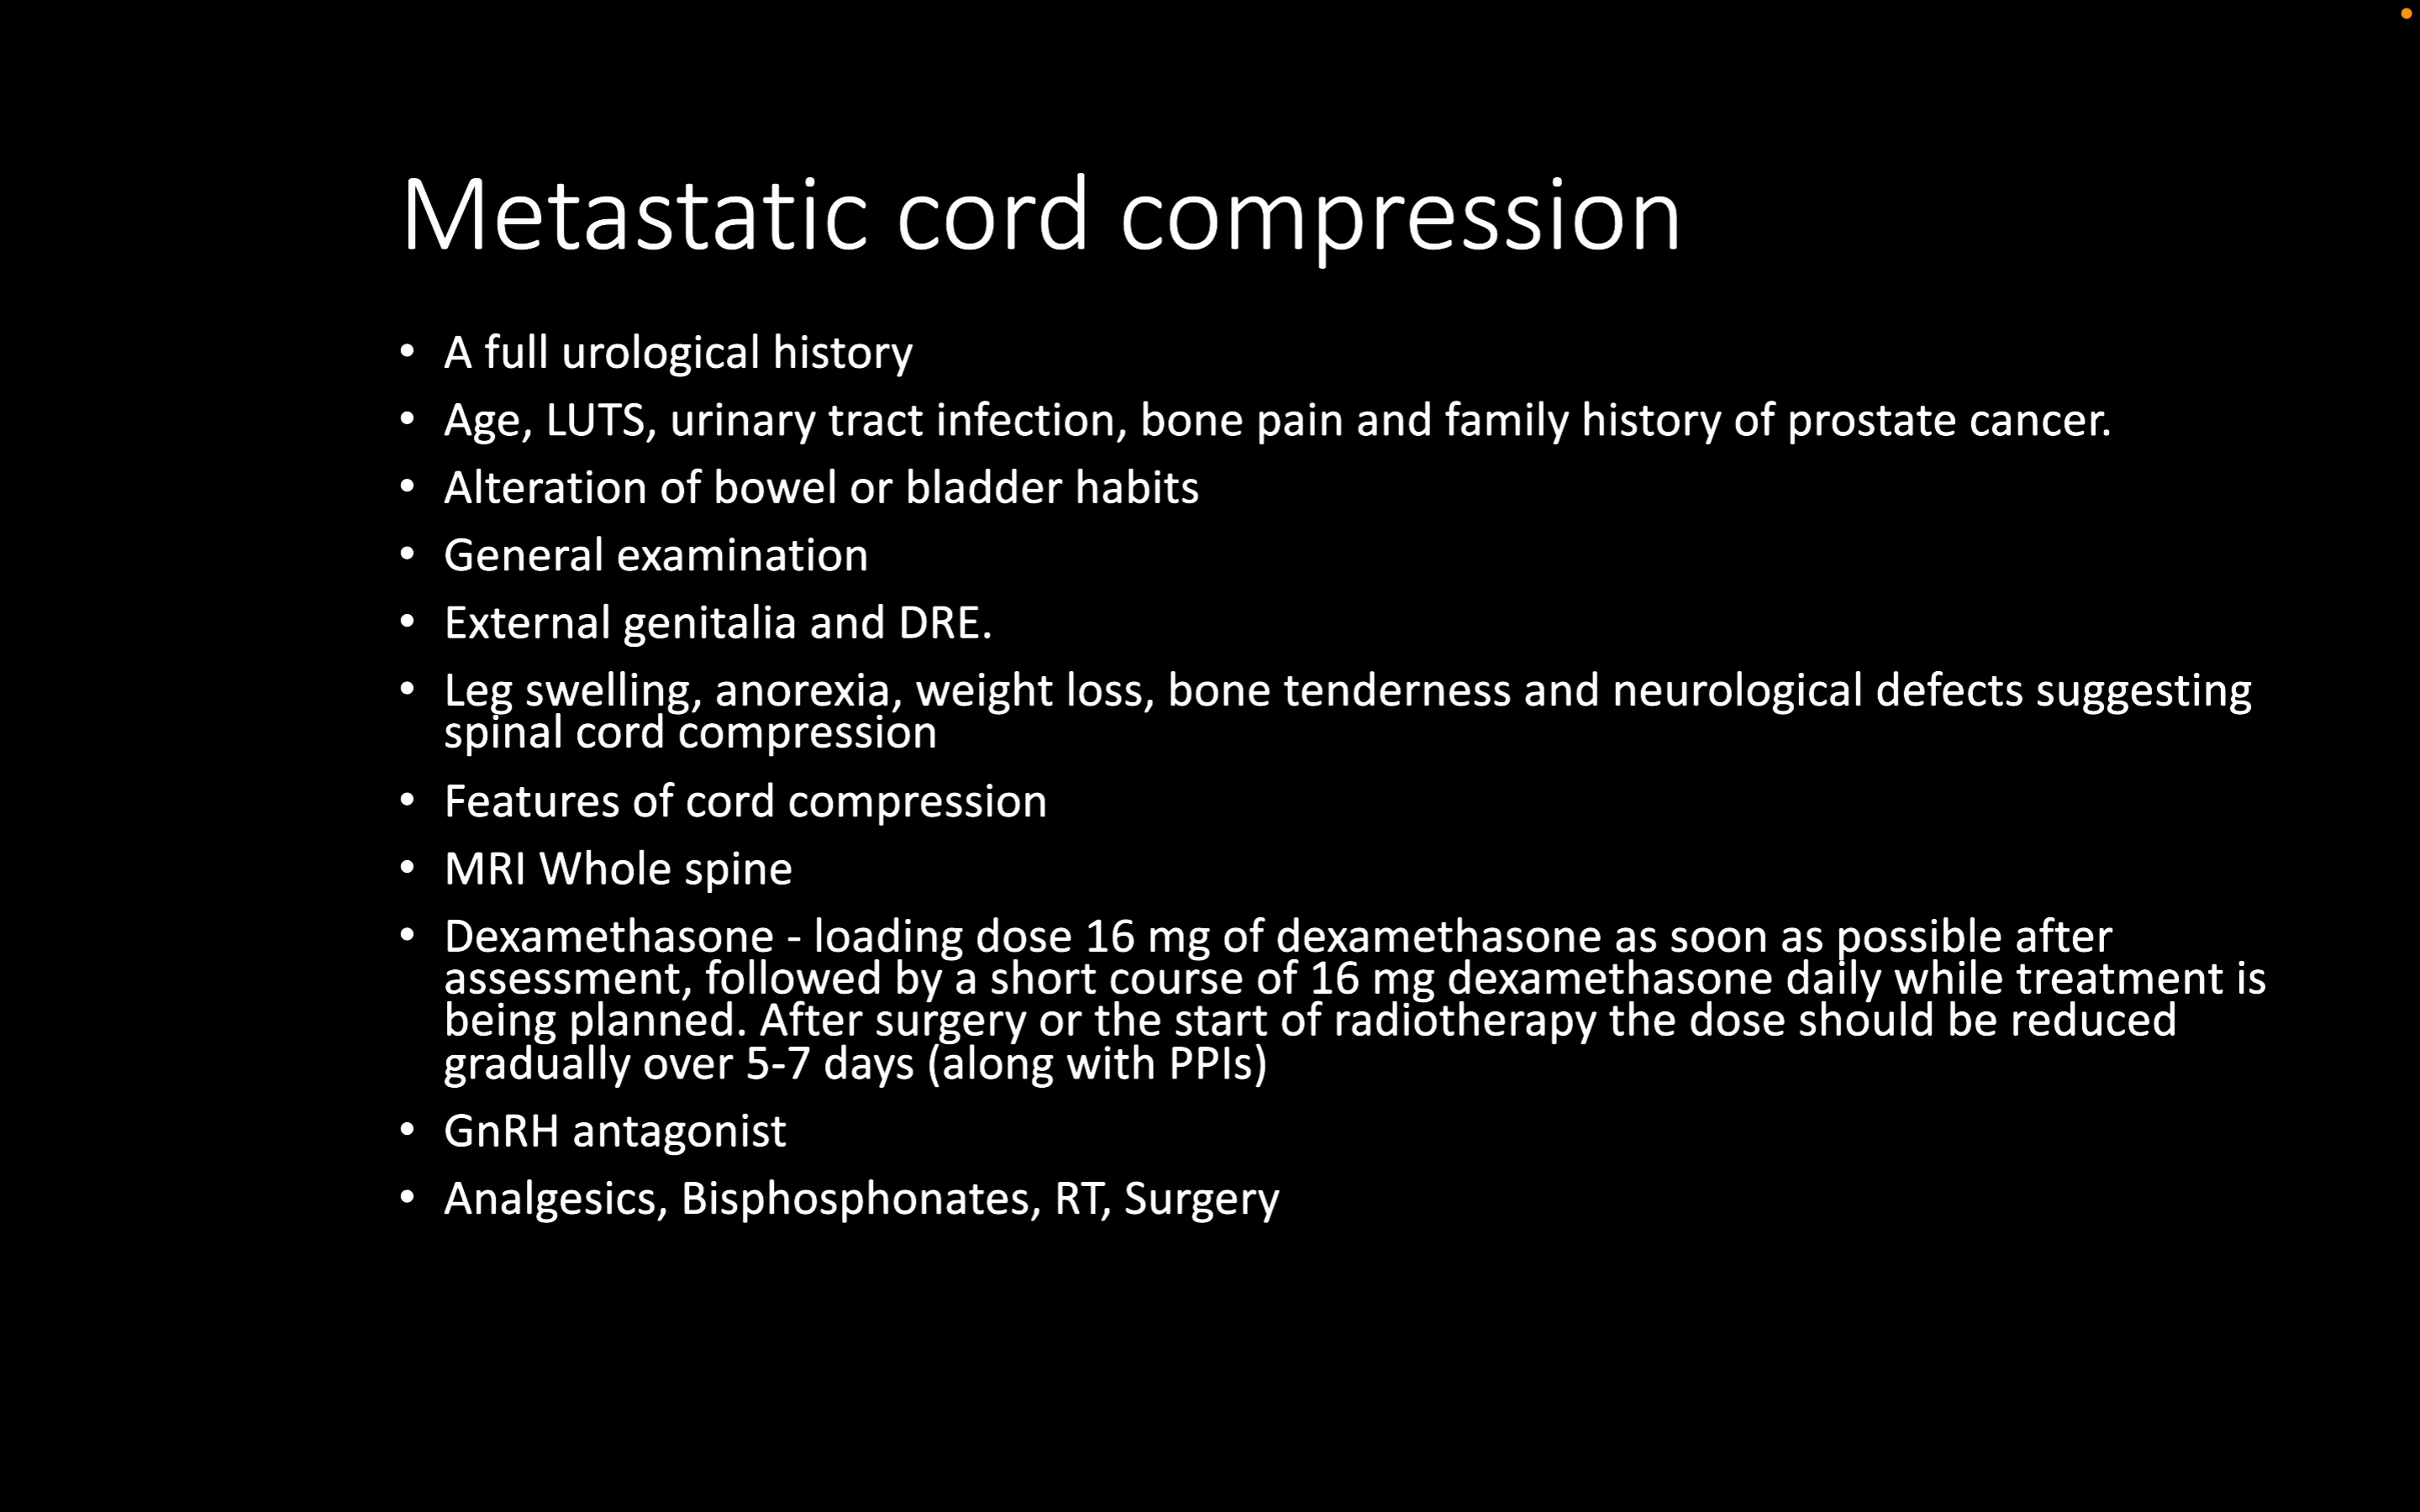 Metastatic cord compression
• A full urological history
• Age, LUTS, urinary tract infection, bone pain and family history of prostate cancer.
• Alteration of bowel or bladder habits
• General examination
• External genitalia and DRE.
• Leg swelling, anorexia, weight loss, bone tenderness and neurological defects suggesting
spinal cord compression
• Features of cord compression
• MRI Whole spine
• Dexamethasone - loading dose 16 mg of dexamethasone as soon as possible after
assessment, followed by a short course of 16 mg dexamethasone daily while treatment is
being planned. After surgery or the start of radiotherapy the dose should be reduced
gradually over 5-7 days (along with PPIs)
• GnRH antagonist
• Analgesics, Bisphosphonates, RT, Surgery